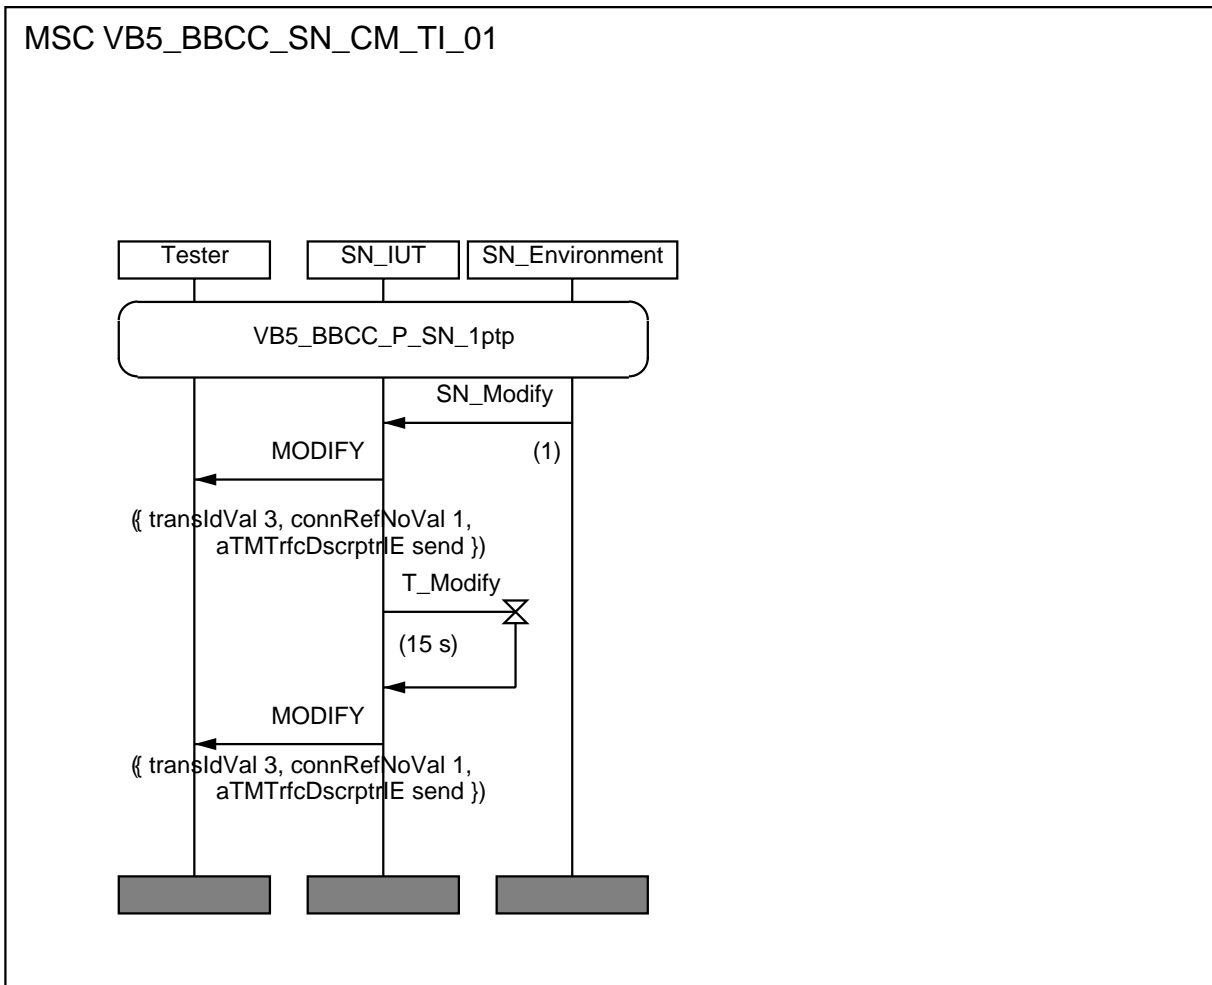 MSC VB5_BBCC_SN_CM_TI_01
Tester SN_IUT SN_Environment
VB5_BBCC_P_SN_1ptp
SN_Modify
MODIFY (1)
({ transIdVal 3, connRefNoVal 1,
aTMTrfcDscrptrIE send })
T_Modify
(15 s)
MODIFY
({ transIdVal 3, connRefNoVal 1,
aTMTrfcDscrptrIE send })